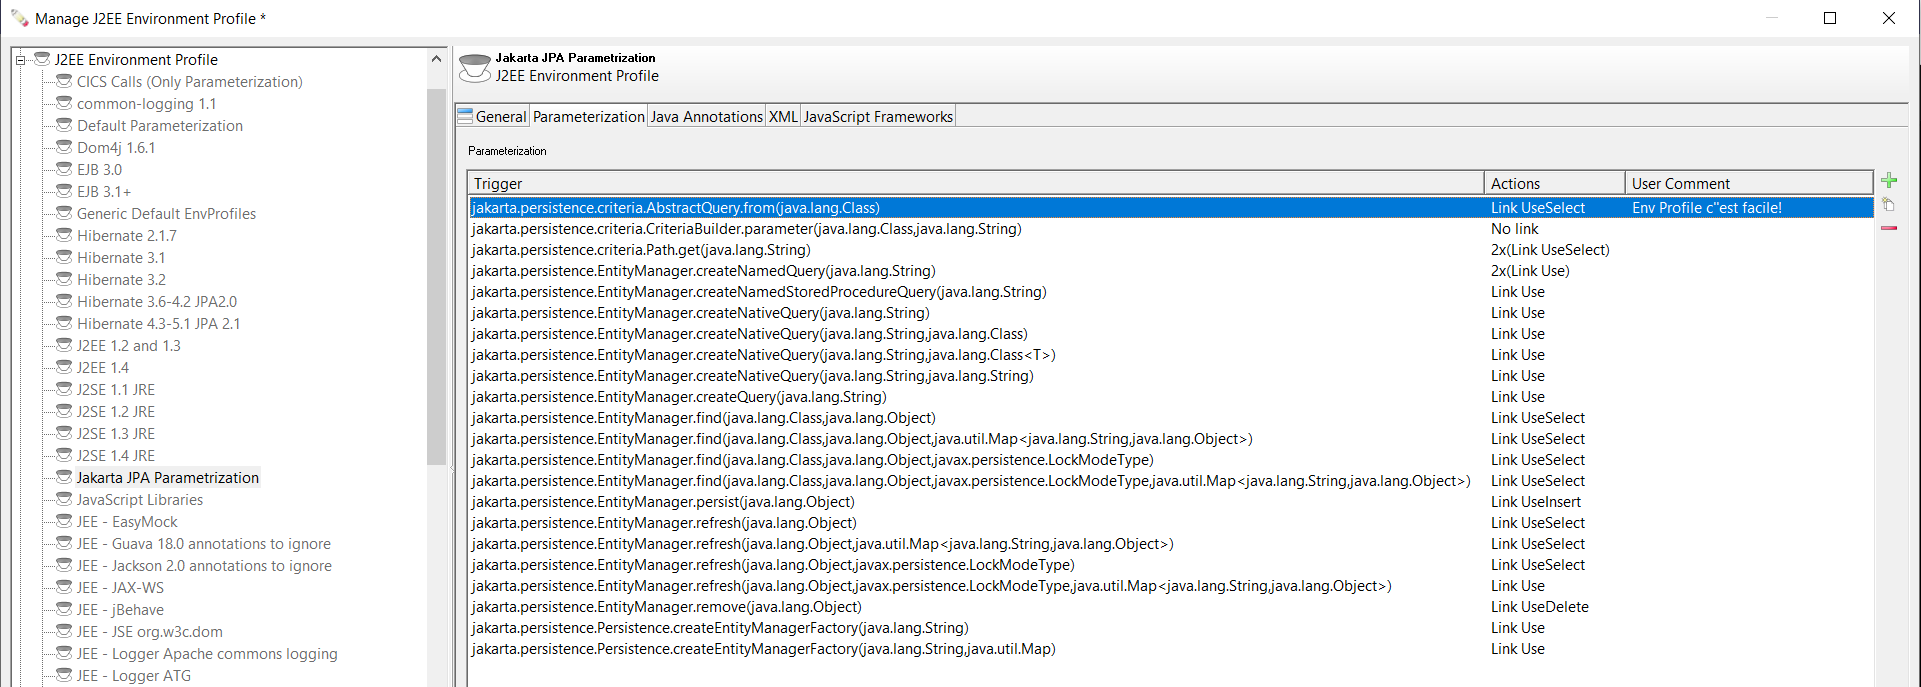 Manage J2EE Environment Profile *
J2EE Environment Profile
CICS Calls (Only Parameterization)
common-logging 1.1
Default Parameterization
Dom4j 1.6.1
EJB 3.0
EJB 3.1+
Generic Default EnvProfiles
Hibernate 2.1.7
Hibernate 3.1
Hibernate 3.2
Hibernate 3.6-4.2 JPA2.0
Hibernate 4.3-5.1 JPA 2.1
J2EE 1.2 and 1.3
J2EE 1.4
J2SE 1.1 JRE
J2SE 1.2 JRE
J2SE 1.3 JRE
J2SE 1.4 JRE
Jakarta JPA Parametrization
JavaScript Libraries
JEE - EasyMock
JEE - Guava 18.0 annotations to ignore
JEE - Jackson 2.0 annotations to ignore
JEE - JAX-WS
JEE - jBehave
JEE - JSE org.w3c.dom
JEE - Logger Apache commons logging
JEE - Logger ATG
Jakarta JPA Parametrization
J2EE Environment Profile
General Parameterization Java Annotations XML JavaScript Frameworks
Parameterization
Trigger Actions User Comment
jakarta.persistence.criteria.AbstractQuery.from(java.lang.Class) Link UseSelect Env Profile c"est facile!
jakarta.persistence.criteria.CriteriaBuilder.parameter(java.lang.Class,java.lang.String) No link
jakarta.persistence.criteria.Path.get(java.lang.String) 2x(Link UseSelect)
jakarta.persistence.EntityManager.createNamedQuery(java.lang.String) 2x(Link Use)
jakarta.persistence.EntityManager.createNamedStoredProcedureQuery(java.lang.String) Link Use
jakarta.persistence.EntityManager.createNativeQuery(java.lang.String) Link Use
jakarta.persistence.EntityManager.createNativeQuery(java.lang.String,java.lang.Class) Link Use
jakarta.persistence.EntityManager.createNativeQuery(java.lang.String,java.lang.Class<T>) Link Use
jakarta.persistence.EntityManager.createNativeQuery(java.lang.String,java.lang.String) Link Use
jakarta.persistence.EntityManager.createQuery(java.lang.String) Link Use
jakarta.persistence.EntityManager.find(java.lang.Class,java.lang.Object) Link UseSelect
jakarta.persistence.EntityManager.find(java.lang.Class,java.lang.Object,java.util.Map<java.lang.String,java.lang.Object>) Link UseSelect
jakarta.persistence.EntityManager.find(java.lang.Class,java.lang.Object,javax.persistence.LockModeType) Link UseSelect
jakarta.persistence.EntityManager.find(java.lang.Class,java.lang.Object,javax.persistence.LockModeType,java.util.Map<java.lang.String,java.lang.Object>) Link UseSelect
jakarta.persistence.EntityManager.persist(java.lang.Object) Link UseInsert
jakarta.persistence.EntityManager.refresh(java.lang.Object) Link UseSelect
jakarta.persistence.EntityManager.refresh(java.lang.Object,java.util.Map<java.lang.String,java.lang.Object>) Link UseSelect
jakarta.persistence.EntityManager.refresh(java.lang.Object,javax.persistence.LockModeType) Link UseSelect
jakarta.persistence.EntityManager.refresh(java.lang.Object,javax.persistence.LockModeType,java.util.Map<java.lang.String,java.lang.Object>) Link Use
jakarta.persistence.EntityManager.remove(java.lang.Object) Link UseDelete
jakarta.persistence.Persistence.createEntityManagerFactory(java.lang.String) Link Use
jakarta.persistence.Persistence.createEntityManagerFactory(java.lang.String,java.util.Map) Link Use